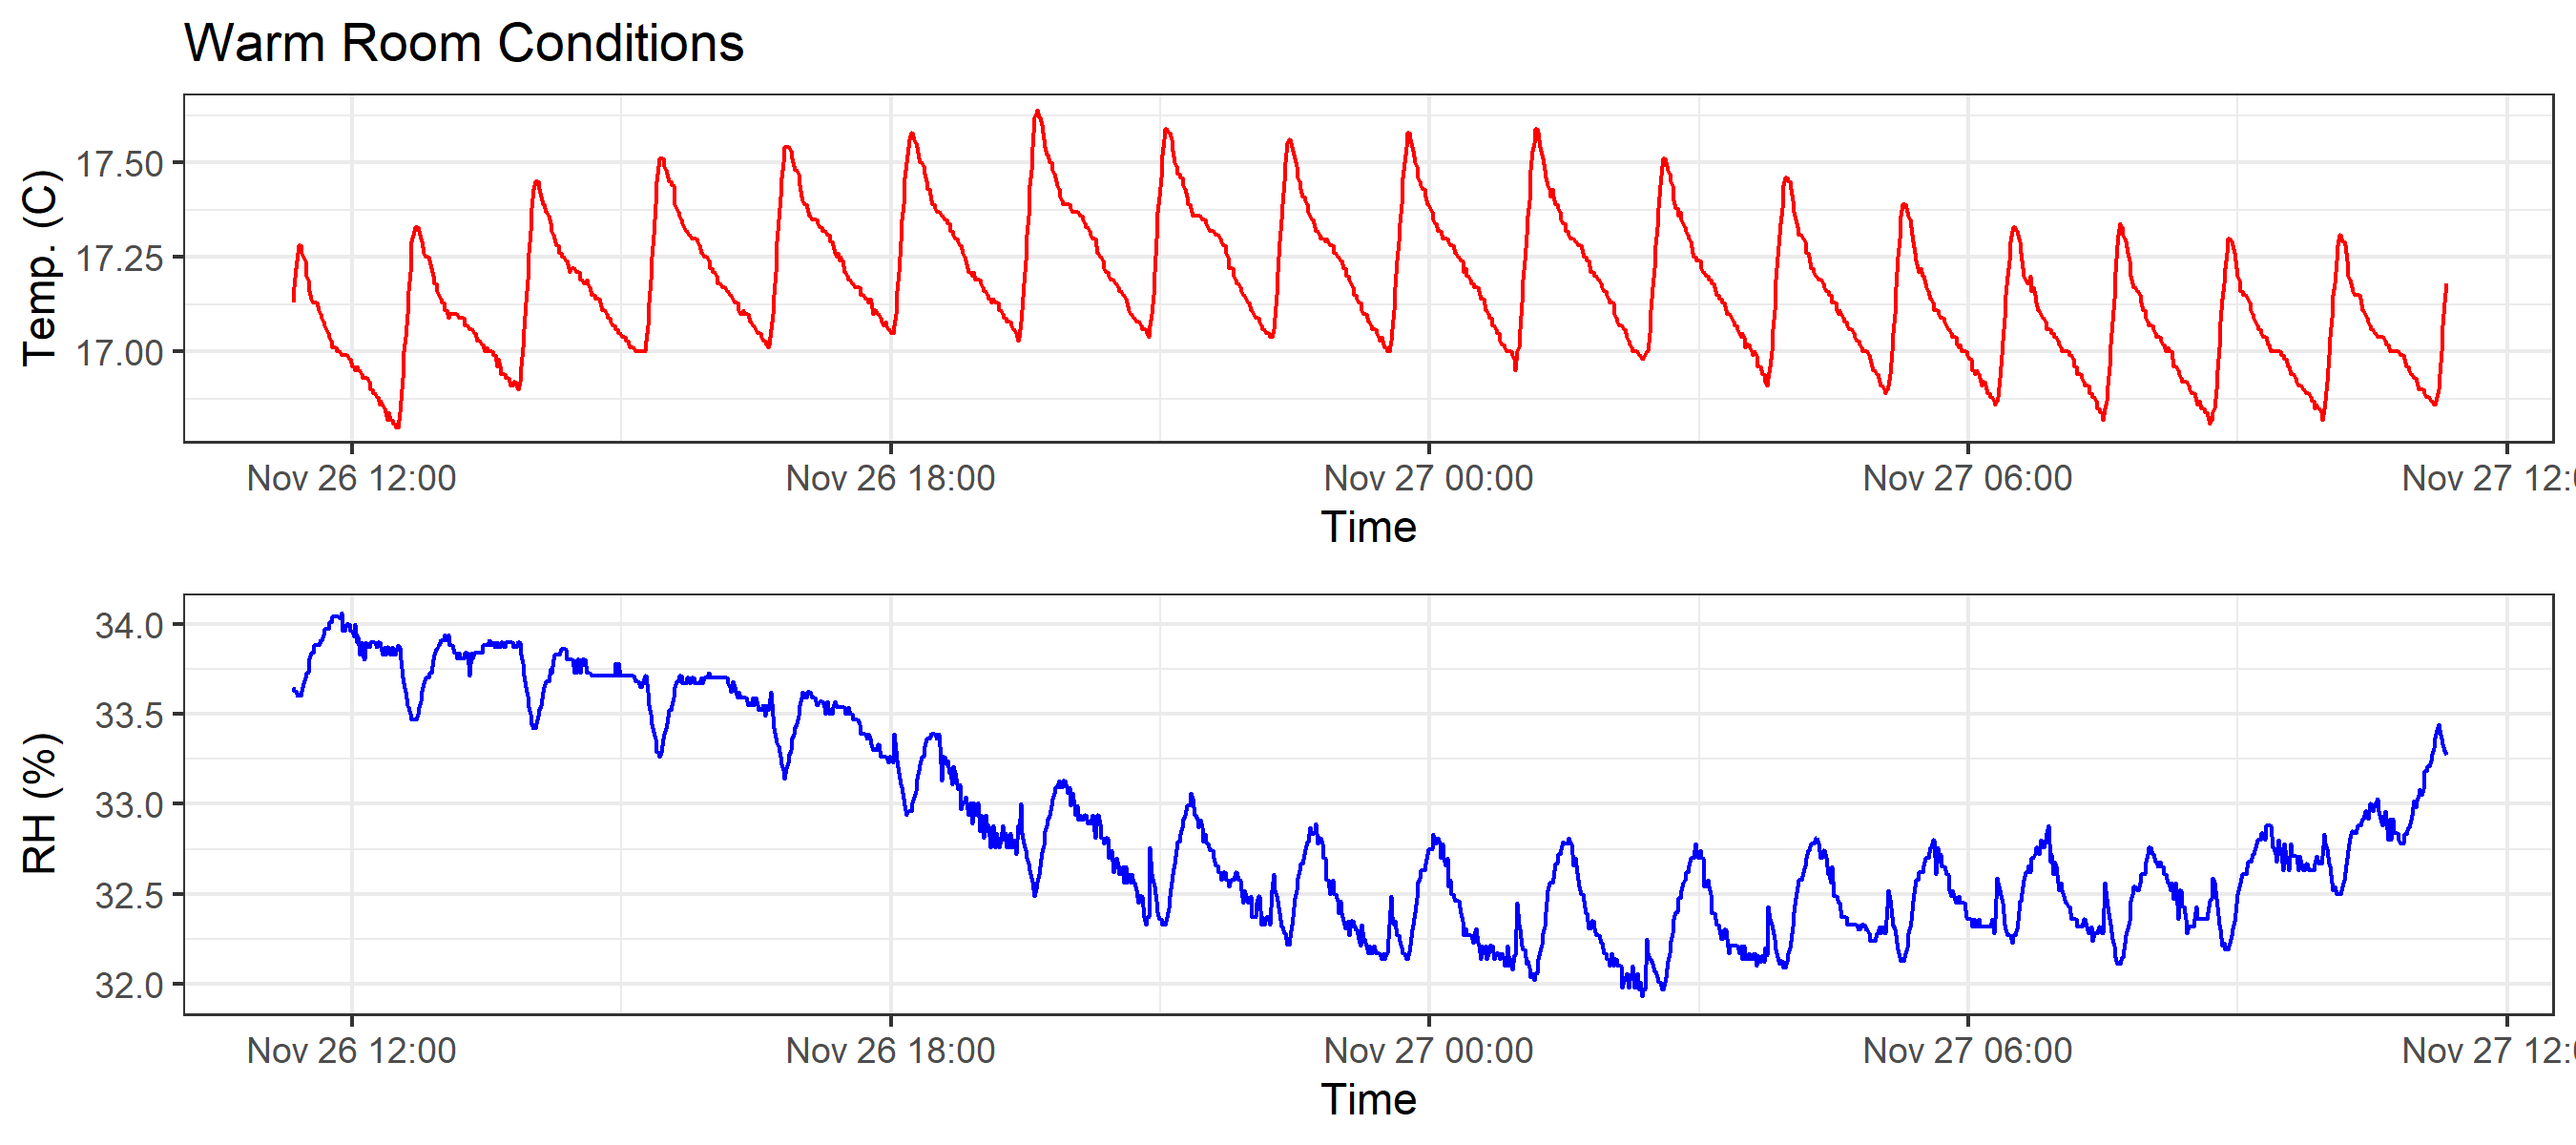 Warm Room Conditions
Temp. (C)
17.50
17.25
17.00
Nov 26 12:00 Nov 26 18:00 Nov 27 00:00 Nov 27 06:00 Nov 27 12:0
Time
RH (%)
34.0
33.5
33.0
32.5
32.0
Nov 26 12:00 Nov 26 18:00 Nov 27 00:00 Nov 27 06:00 Nov 27 12:0
Time